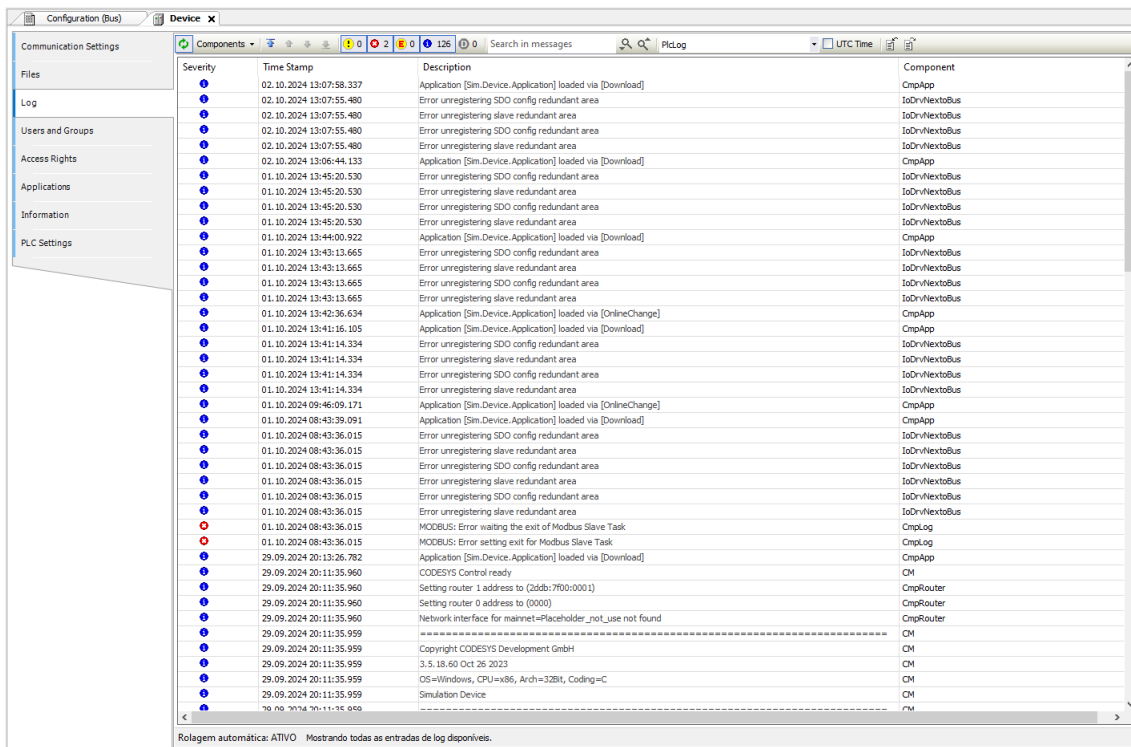 Configuration (Bus) Device x
Communication Settings
Files
Log
Users and Groups
Access Rights
Applications
Information
PLC Settings
Components 0 2 0 126 0 Search in messages PlcLog UTC Time
Severity Time Stamp Description Component
02.10.2024 13:07:58.337 Application [Sim.Device.Application] loaded via [Download] CmpApp
02.10.2024 13:07:55.480 Error unregistering SDO config redundant area IoDrvNextoBus
02.10.2024 13:07:55.480 Error unregistering slave redundant area IoDrvNextoBus
02.10.2024 13:07:55.480 Error unregistering SDO config redundant area IoDrvNextoBus
02.10.2024 13:07:55.480 Error unregistering slave redundant area IoDrvNextoBus
02.10.2024 13:06:44.133 Application [Sim.Device.Application] loaded via [Download] CmpApp
01.10.2024 13:45:20.530 Error unregistering SDO config redundant area IoDrvNextoBus
01.10.2024 13:45:20.530 Error unregistering slave redundant area IoDrvNextoBus
01.10.2024 13:45:20.530 Error unregistering SDO config redundant area IoDrvNextoBus
01.10.2024 13:45:20.530 Error unregistering slave redundant area IoDrvNextoBus
01.10.2024 13:44:00.922 Application [Sim.Device.Application] loaded via [Download] CmpApp
01.10.2024 13:43:13.665 Error unregistering SDO config redundant area IoDrvNextoBus
01.10.2024 13:43:13.665 Error unregistering slave redundant area IoDrvNextoBus
01.10.2024 13:43:13.665 Error unregistering SDO config redundant area IoDrvNextoBus
01.10.2024 13:43:13.665 Error unregistering slave redundant area IoDrvNextoBus
01.10.2024 13:42:36.634 Application [Sim.Device.Application] loaded via [OnlineChange] CmpApp
01.10.2024 13:41:16.105 Application [Sim.Device.Application] loaded via [Download] CmpApp
01.10.2024 13:41:14.334 Error unregistering SDO config redundant area IoDrvNextoBus
01.10.2024 13:41:14.334 Error unregistering slave redundant area IoDrvNextoBus
01.10.2024 13:41:14.334 Error unregistering SDO config redundant area IoDrvNextoBus
01.10.2024 13:41:14.334 Error unregistering slave redundant area IoDrvNextoBus
01.10.2024 09:46:09.171 Application [Sim.Device.Application] loaded via [OnlineChange] CmpApp
01.10.2024 08:43:39.091 Application [Sim.Device.Application] loaded via [Download] CmpApp
01.10.2024 08:43:36.015 Error unregistering SDO config redundant area IoDrvNextoBus
01.10.2024 08:43:36.015 Error unregistering slave redundant area IoDrvNextoBus
01.10.2024 08:43:36.015 Error unregistering SDO config redundant area IoDrvNextoBus
01.10.2024 08:43:36.015 Error unregistering slave redundant area IoDrvNextoBus
01.10.2024 08:43:36.015 Error unregistering SDO config redundant area IoDrvNextoBus
01.10.2024 08:43:36.015 Error unregistering slave redundant area IoDrvNextoBus
01.10.2024 08:43:36.015 MODBUS: Error waiting the exit of Modbus Slave Task CmpLog
01.10.2024 08:43:36.015 MODBUS: Error setting exit for Modbus Slave Task CmpLog
29.09.2024 20:13:26.782 Application [Sim.Device.Application] loaded via [Download] CmpApp
29.09.2024 20:11:35.960 CODESYS Control ready CM
29.09.2024 20:11:35.960 Setting router 1 address to (2ddb:7f00:0001) CmpRouter
29.09.2024 20:11:35.960 Setting router 0 address to (0000) CmpRouter
29.09.2024 20:11:35.960 Network interface for mainnet=Placeholder_not_use not found CmpRouter
29.09.2024 20:11:35.959 ========================================================================== CM
29.09.2024 20:11:35.959 Copyright CODESYS Development GmbH CM
29.09.2024 20:11:35.959 3.5.18.60 Oct 26 2023 CM
29.09.2024 20:11:35.959 OS=Windows, CPU=x86, Arch=32Bit, Coding=C CM
29.09.2024 20:11:35.959 Simulation Device CM
29.09.2024 20:11:35.959 ========================================================================== CM
Rolagem automática: ATIVO Mostrando todas as entradas de log disponíveis.